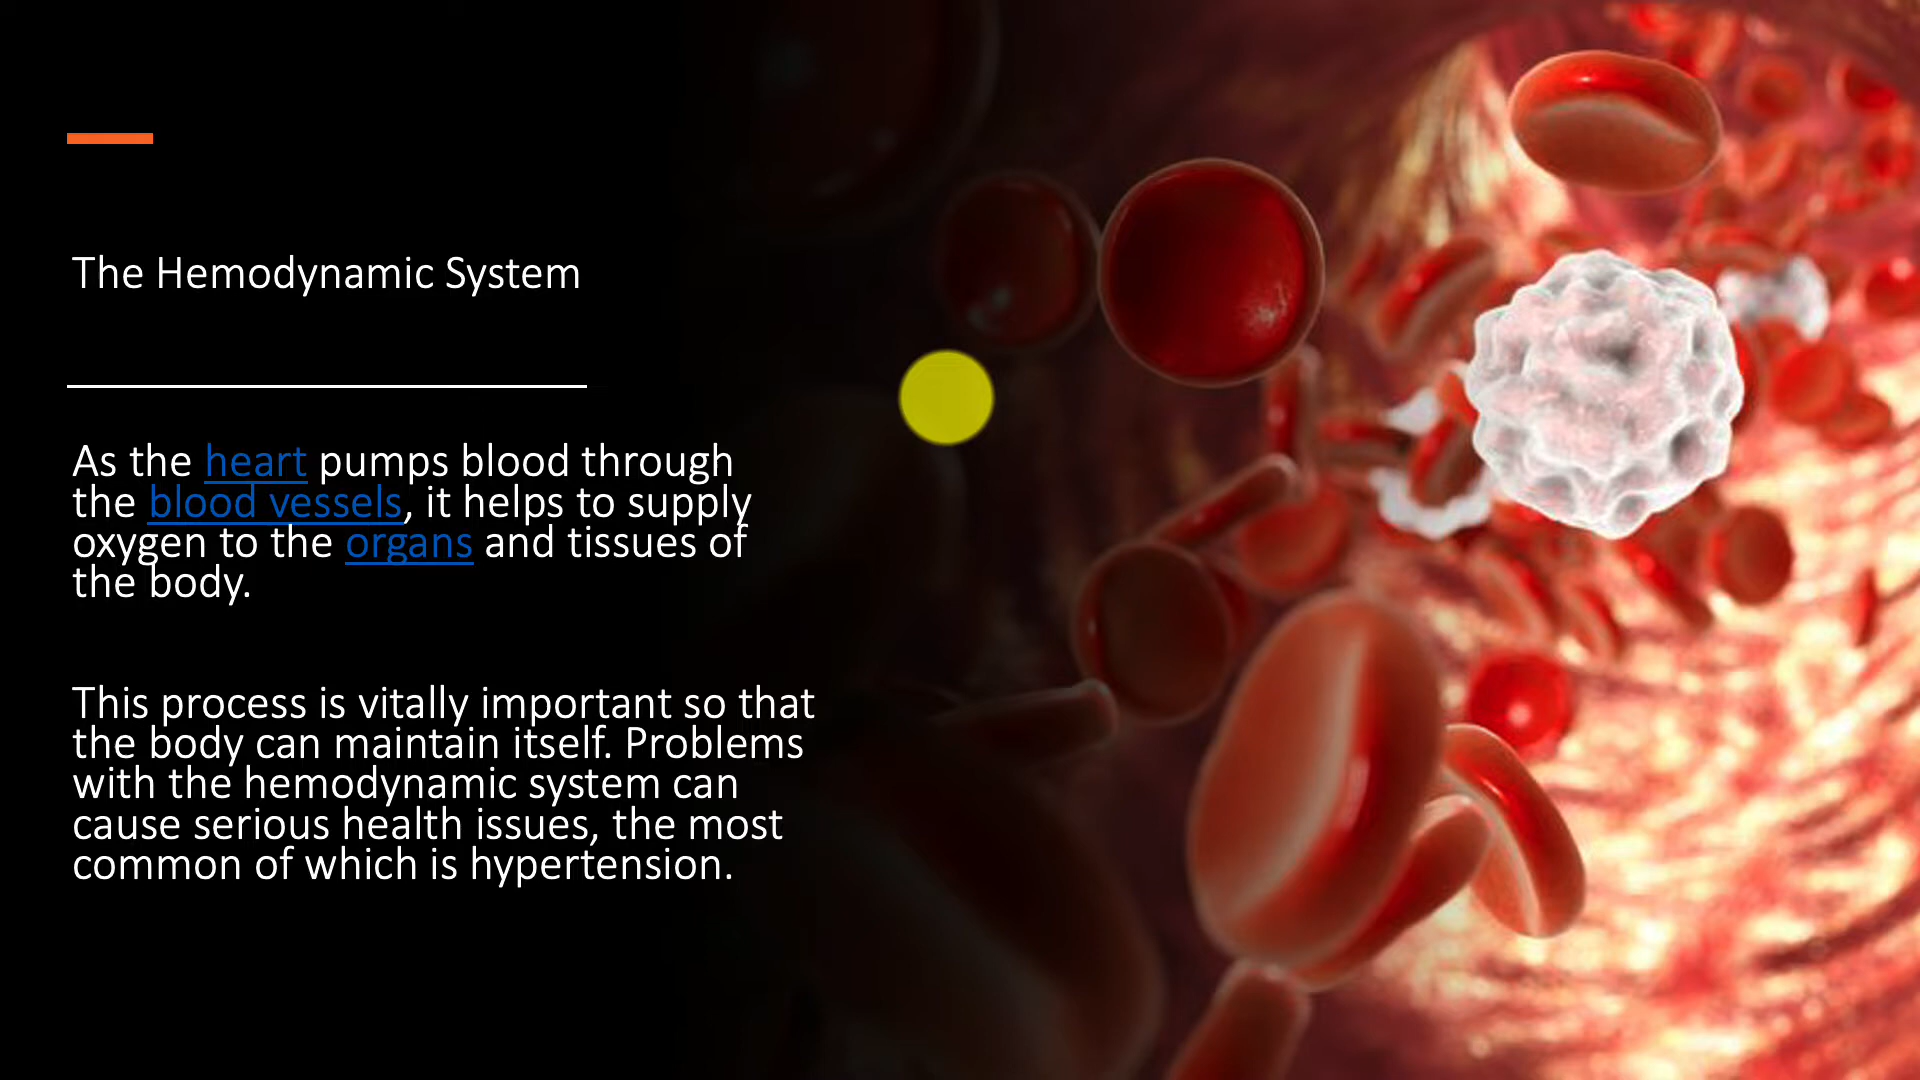 The Hemodynamic System
As the heart pumps blood through
the blood vessels, it helps to supply
oxygen to the organs and tissues of
the body.
This process is vitally important so that
the body can maintain itself. Problems
with the hemodynamic system can
cause serious health issues, the most
common of which is hypertension.